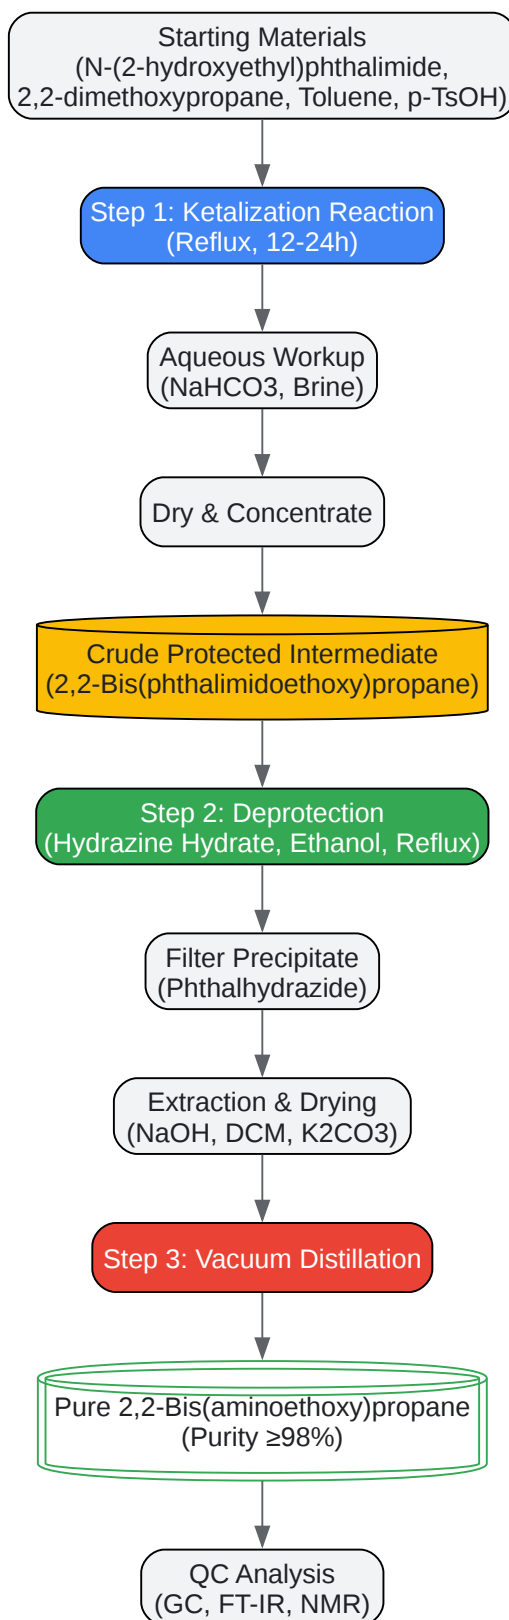 Starting Materials
(N-(2-hydroxyethyl)phthalimide,
2,2-dimethoxypropane, Toluene, p-TsOH)
Step 1: Ketalization Reaction
(Reflux, 12-24h)
Aqueous Workup
(NaHCO3, Brine)
Dry & Concentrate
Crude Protected Intermediate
(2,2-Bis(phthalimidoethoxy)propane)
Step 2: Deprotection
(Hydrazine Hydrate, Ethanol, Reflux)
Filter Precipitate
(Phthalhydrazide)
Extraction & Drying
(NaOH, DCM, K2CO3)
Step 3: Vacuum Distillation
Pure 2,2-Bis(aminoethoxy)propane
(Purity ≥98%)
QC Analysis
(GC, FT-IR, NMR)